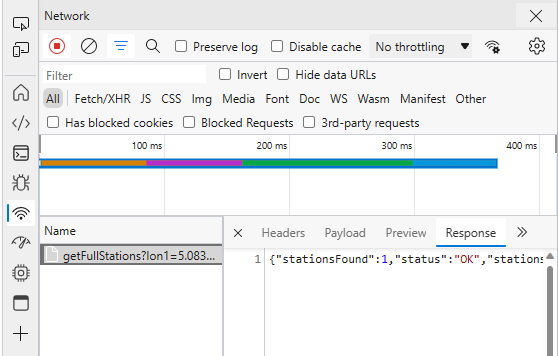 Network
Preserve log
Disable cache
No throttling
Filter
Invert
Hide data URLs
All
Fetch/XHR
JS
CSS
Img
Media
Font
Doc
WS
Wasm
Manifest
Other
Has blocked cookies
Blocked Requests
3rd-party requests
100 ms
200 ms
300 ms
400 ms
Name
Headers
Payload
Preview
Response
getFullStations?lon1=5.083...
1
{"stationsFound":1,"status":"OK","stations